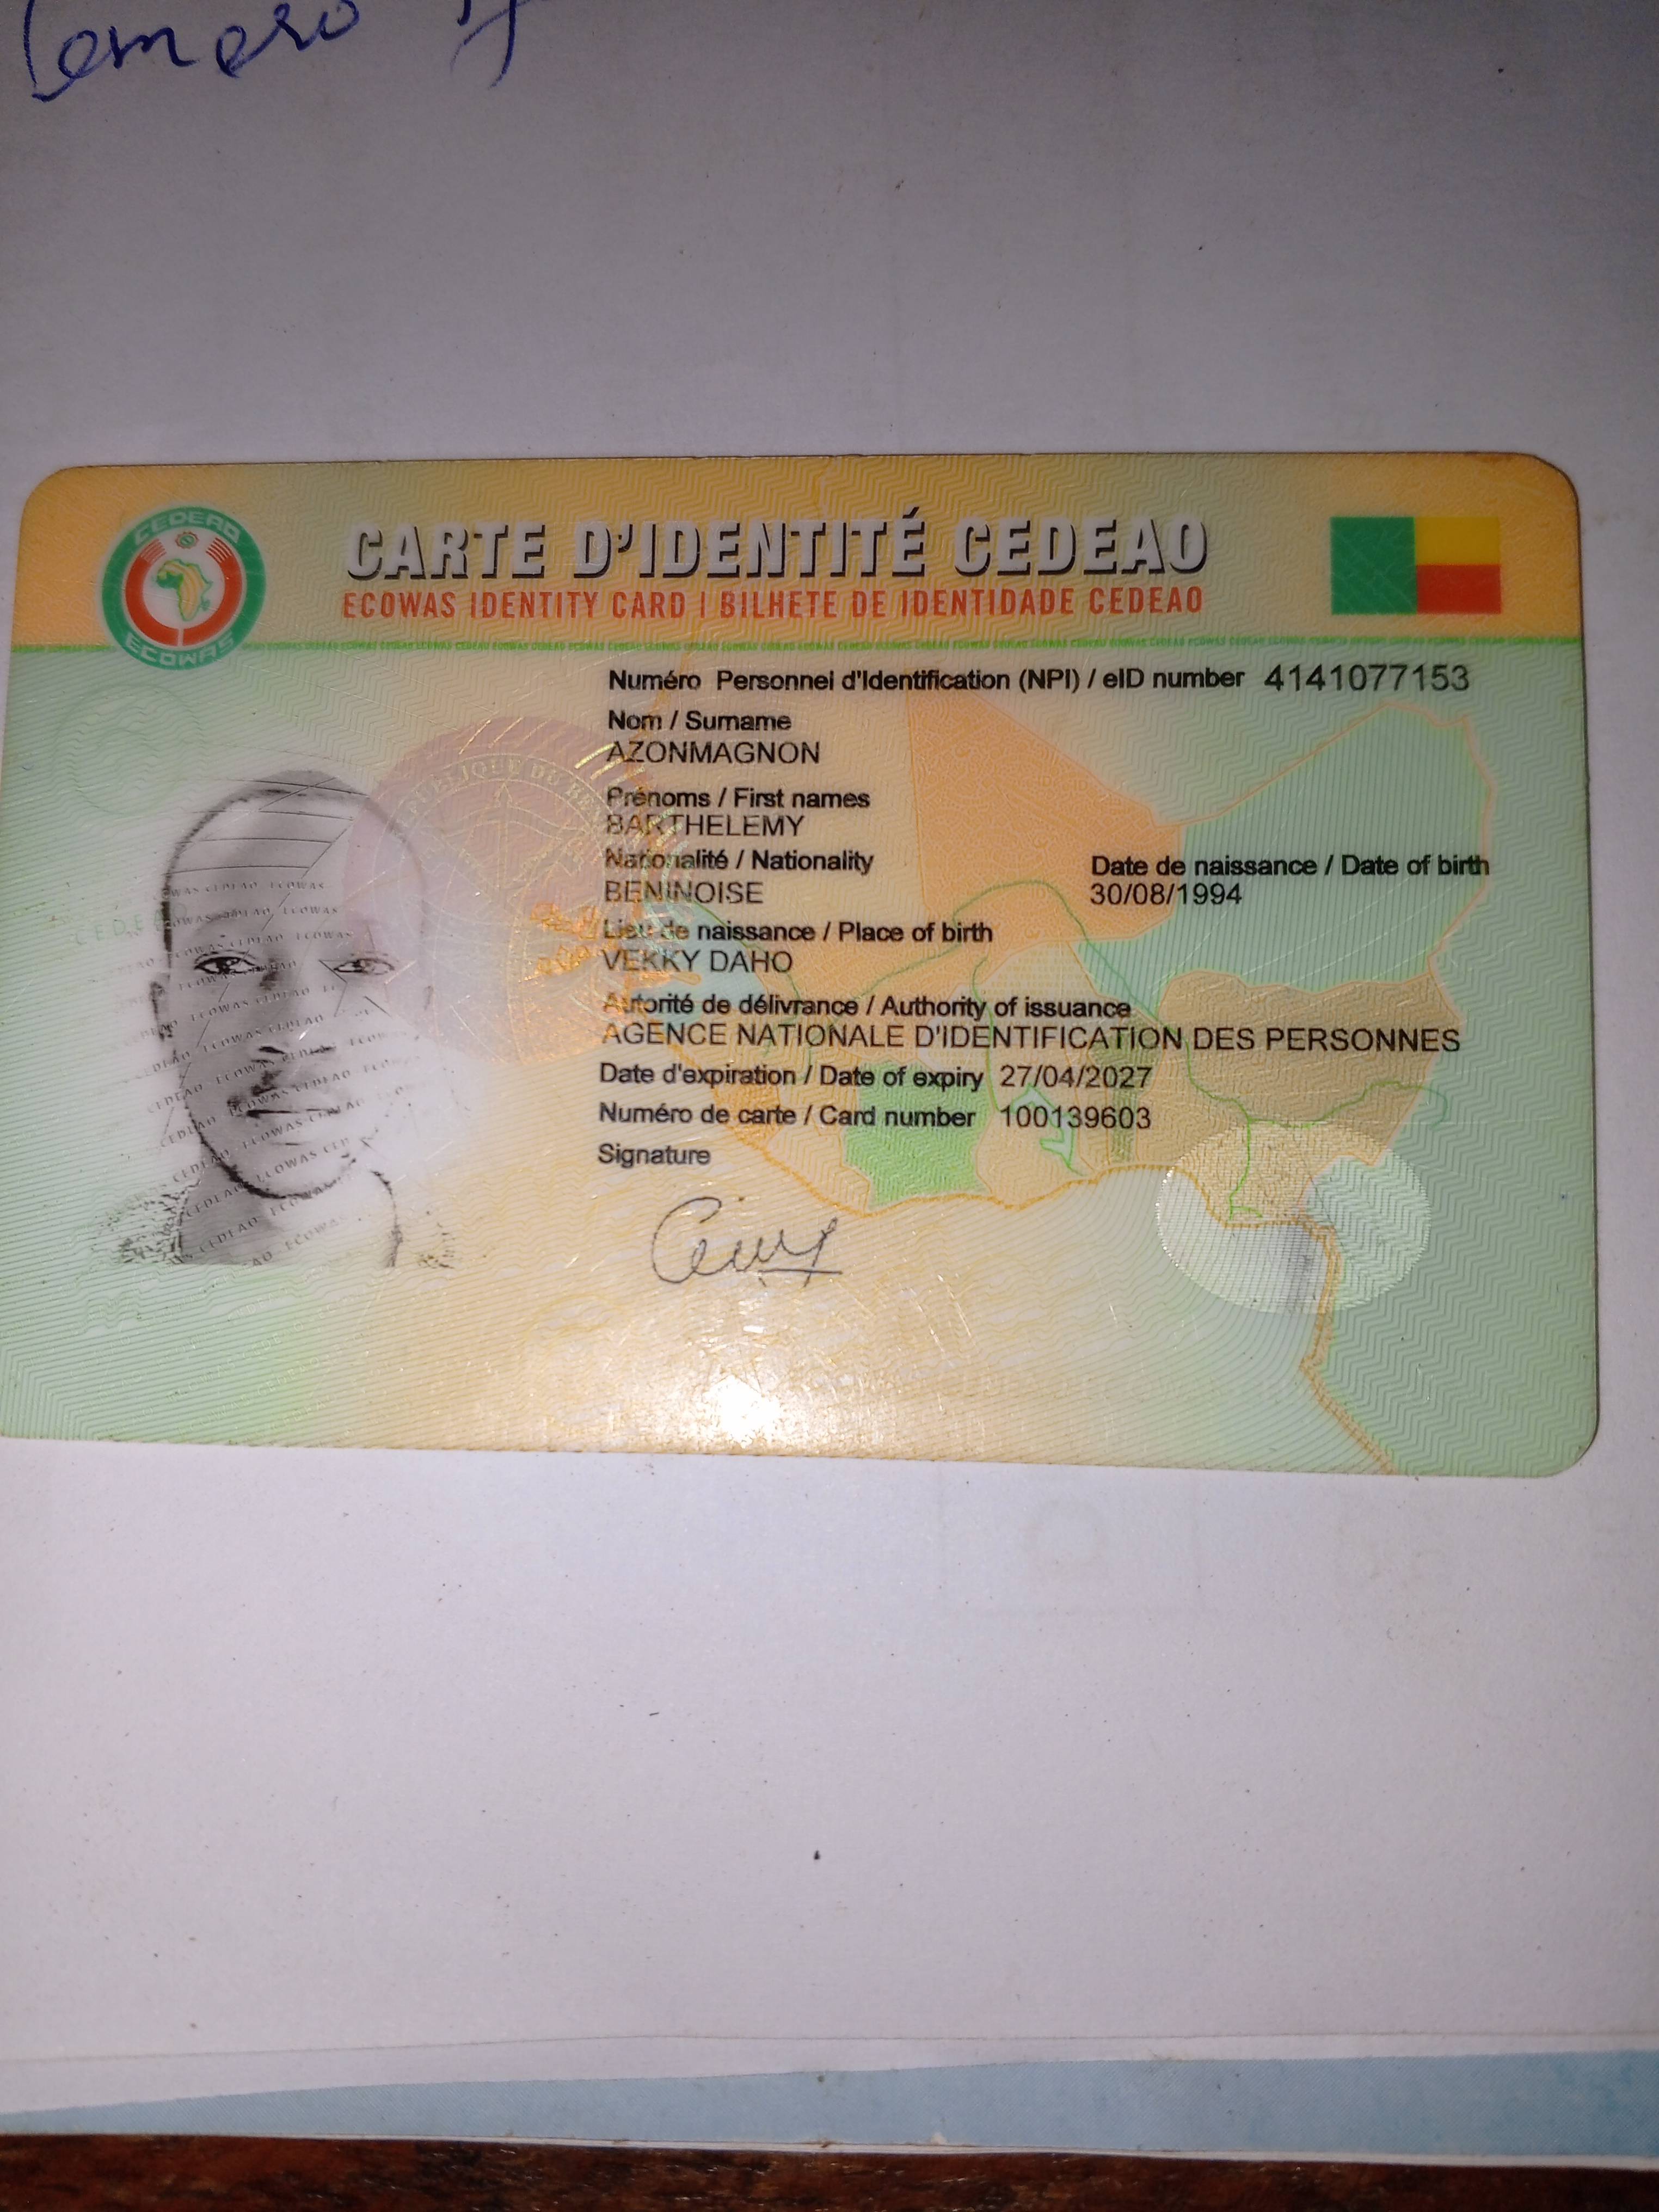 CEDEAO
ECOWAS
CARTE D'IDENTITÉ CEDEAO
ECOWAS IDENTITY CARD | BILHETE DE IDENTIDADE CEDEAO
Numéro Personnel d'Identification (NPI) / eID number 4141077153
Nom / Surname
AZONMAGNON
Prénoms / First names
BARTHELEMY
Nationalité / Nationality
BENINOISE
Date de naissance / Date of birth
30/08/1994
Lieu de naissance / Place of birth
VEKKY DAHO
Autorité de délivrance / Authority of issuance
AGENCE NATIONALE D'IDENTIFICATION DES PERSONNES
Date d'expiration / Date of expiry 27/04/2027
Numéro de carte / Card number 100139603
Signature